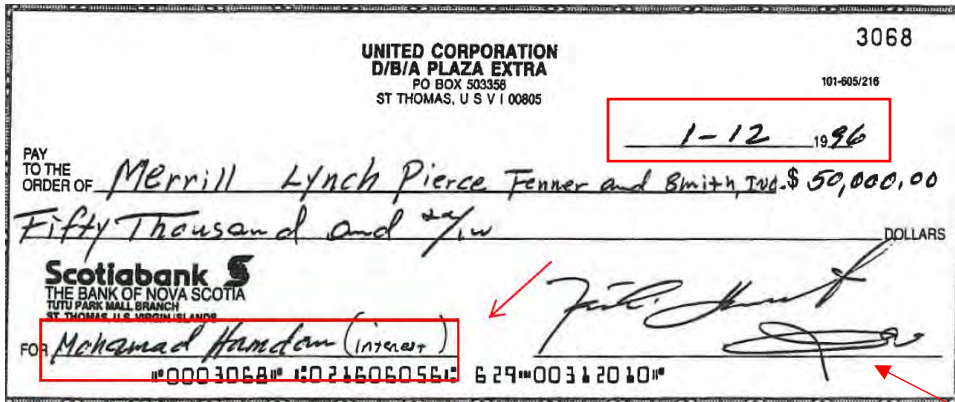 3068
UNITED CORPORATION
D/B/A PLAZA EXTRA
PO BOX 503358
ST THOMAS, U S V I 00805
101-605/216
1-12 1996
PAY TO THE ORDER OF Merrill Lynch Pierce Fenner and Smith, Inc. $ 50,000.00
Fifty Thousand and DOLLARS
Scotiabank S
THE BANK OF NOVA SCOTIA
TUTU PARK MALL BRANCH
ST THOMAS U.S. VIRGIN ISLANDS
FOR Mohamad Hamdan (interest)
⑈0003068⑈ ⑆021606056⑆ 629⑈00312010⑈